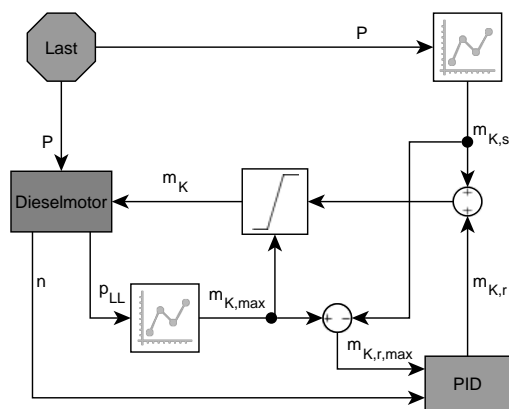 Last
P
P
m_K,s
m_K
Dieselmotor
+
+
n
p_LL
m_K,max
m_K,r
+ −
m_K,r,max
PID